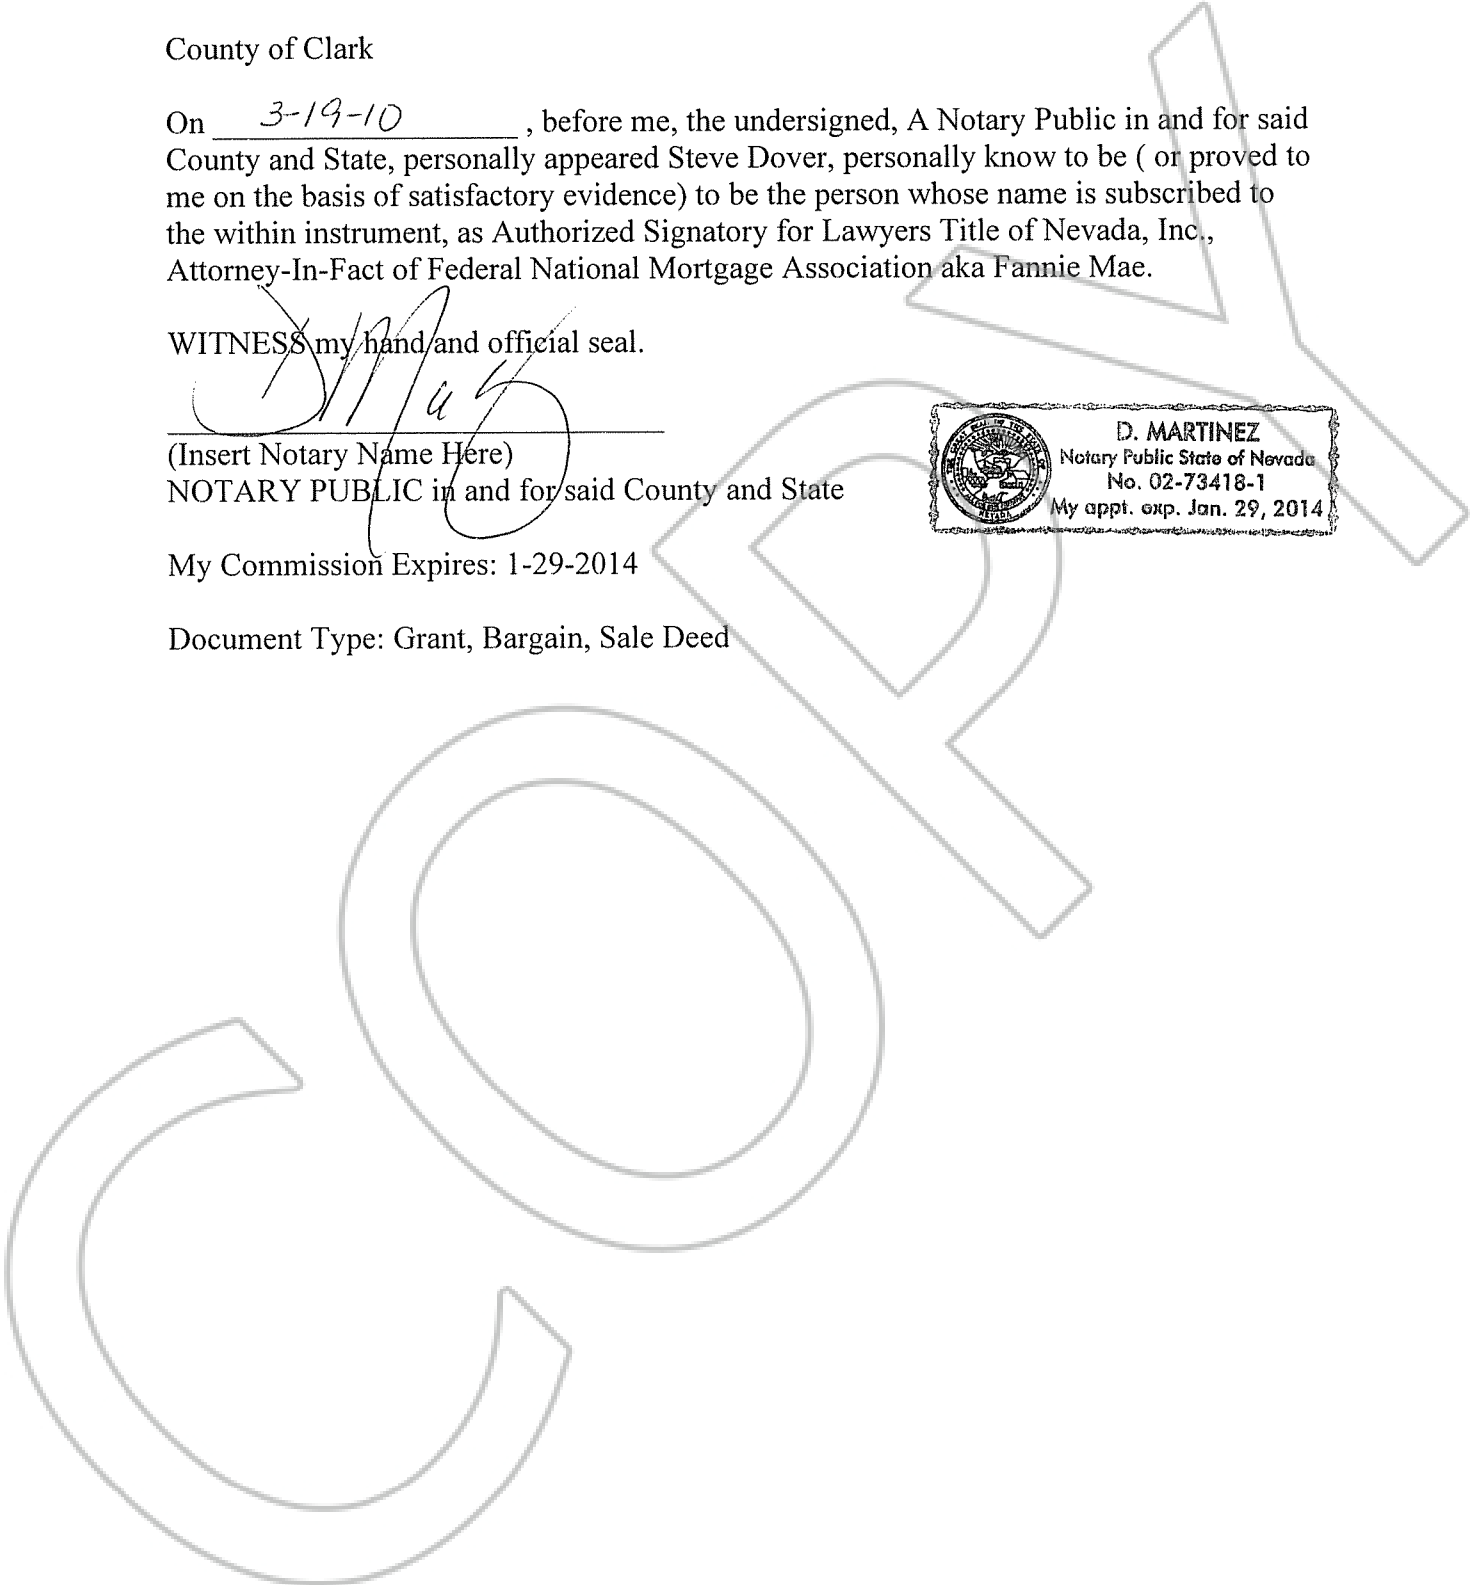 County of Clark
On 3-19-10 , before me, the undersigned, A Notary Public in and for said
County and State, personally appeared Steve Dover, personally know to be ( or proved to
me on the basis of satisfactory evidence) to be the person whose name is subscribed to
the within instrument, as Authorized Signatory for Lawyers Title of Nevada, Inc.,
Attorney-In-Fact of Federal National Mortgage Association aka Fannie Mae.
WITNESS my hand and official seal.
(Insert Notary Name Here)
NOTARY PUBLIC in and for said County and State
D. MARTINEZ
Notary Public State of Nevada
No. 02-73418-1
My appt. exp. Jan. 29, 2014
My Commission Expires: 1-29-2014
Document Type: Grant, Bargain, Sale Deed
COPY